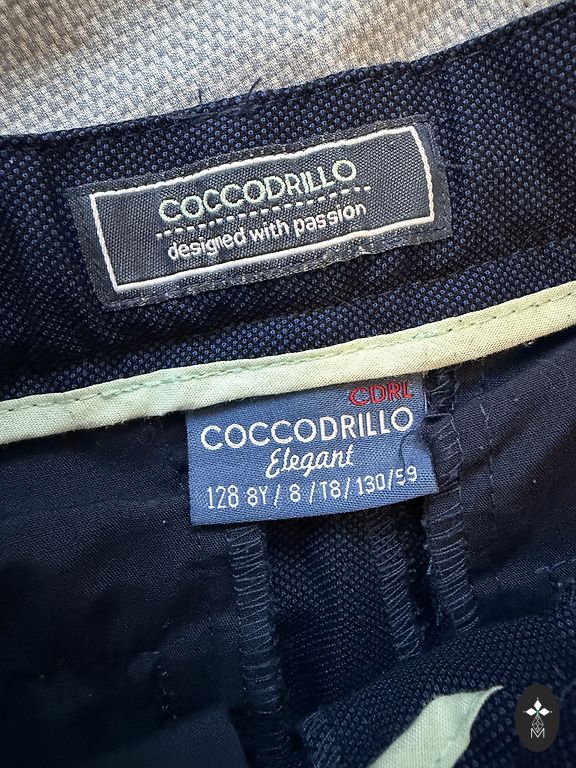 COCCODRILLO
designed with passion
CDRL
COCCODRILLO
Elegant
128 8Y / 8 / T8 / 130/59
M